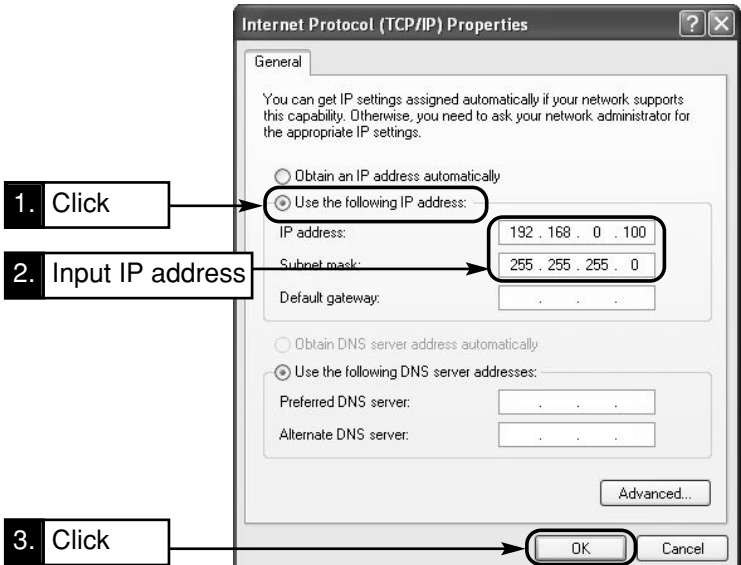 Internet Protocol (TCP/IP) Properties
General
You can get IP settings assigned automatically if your network supports
this capability. Otherwise, you need to ask your network administrator for
the appropriate IP settings.
Obtain an IP address automatically
1. Click
Use the following IP address:
IP address: 192 . 168 . 0 . 100
2. Input IP address
Subnet mask: 255 . 255 . 255 . 0
Default gateway: . . .
Obtain DNS server address automatically
Use the following DNS server addresses:
Preferred DNS server: . . .
Alternate DNS server: . . .
Advanced...
3. Click
OK Cancel